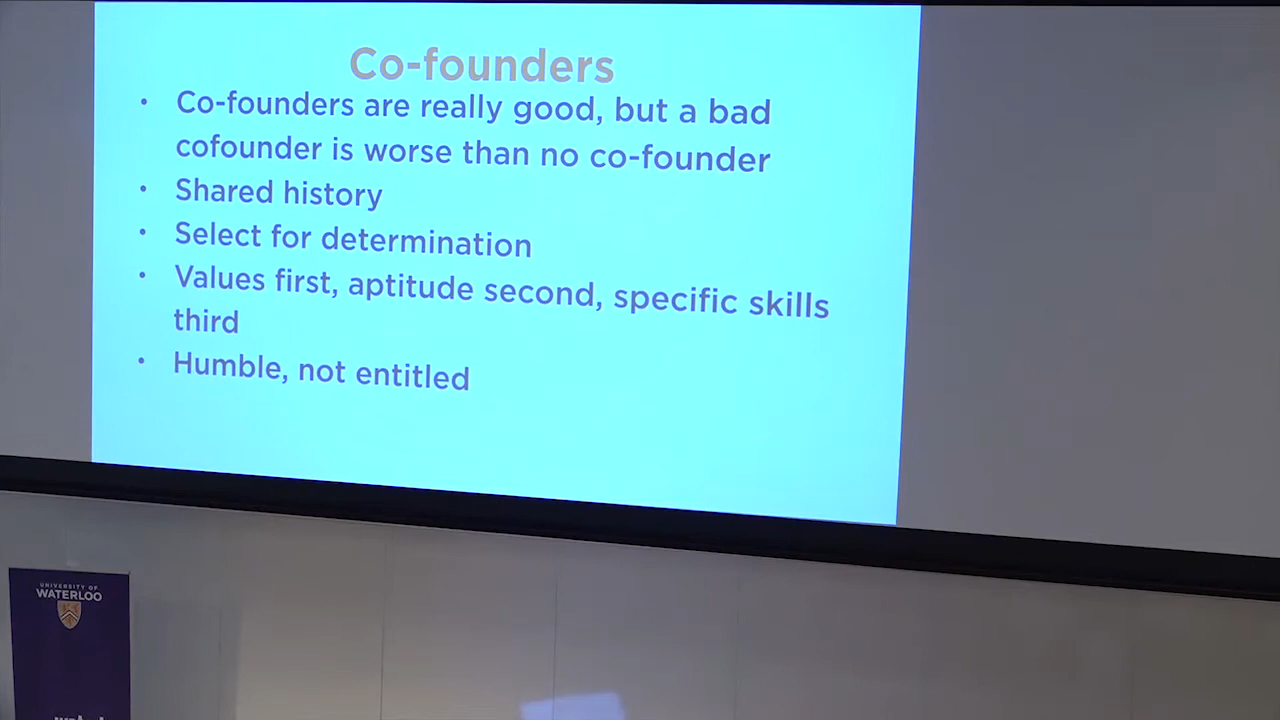 Co-founders
• Co-founders are really good, but a bad
cofounder is worse than no co-founder
• Shared history
• Select for determination
• Values first, aptitude second, specific skills
third
• Humble, not entitled
UNIVERSITY OF
WATERLOO